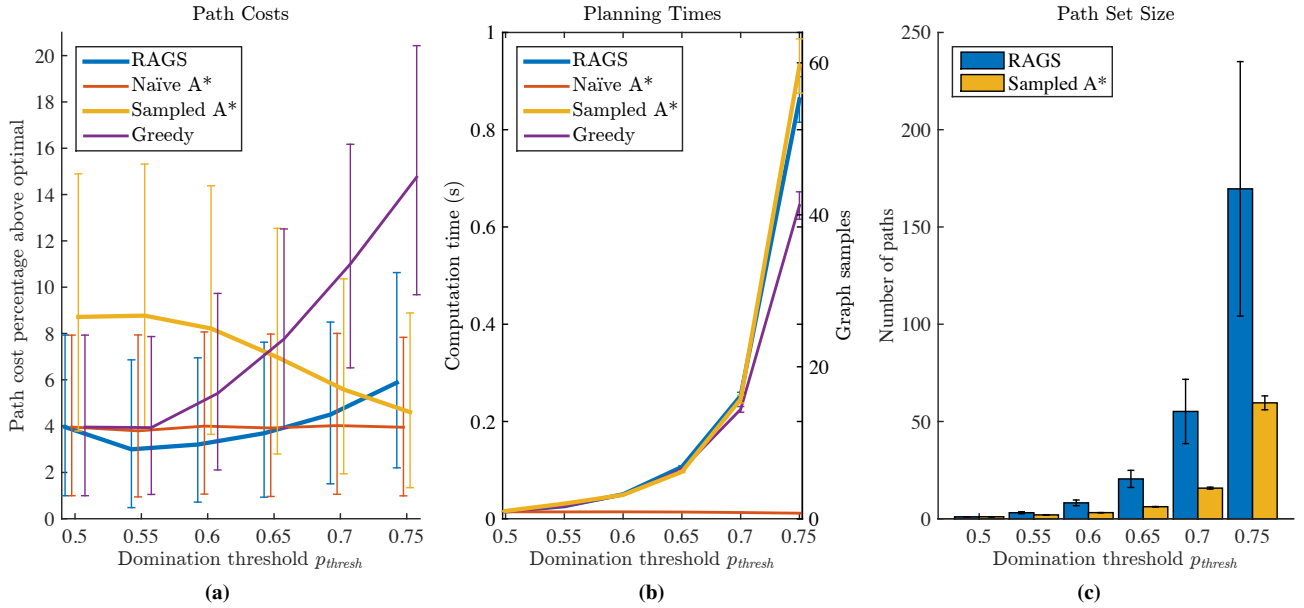 Path Costs
20
18
16
14
12
10
8
6
4
2
0
Path cost percentage above optimal
RAGS
Naïve A*
Sampled A*
Greedy
0.5 0.55 0.6 0.65 0.7 0.75
Domination threshold p_thresh
(a)
Planning Times
1
0.8
0.6
0.4
0.2
0
Computation time (s)
RAGS
Naïve A*
Sampled A*
Greedy
60
40
20
0
Graph samples
0.5 0.55 0.6 0.65 0.7 0.75
Domination threshold p_thresh
(b)
Path Set Size
250
200
150
100
50
0
Number of paths
RAGS
Sampled A*
0.5 0.55 0.6 0.65 0.7 0.75
Domination threshold p_thresh
(c)